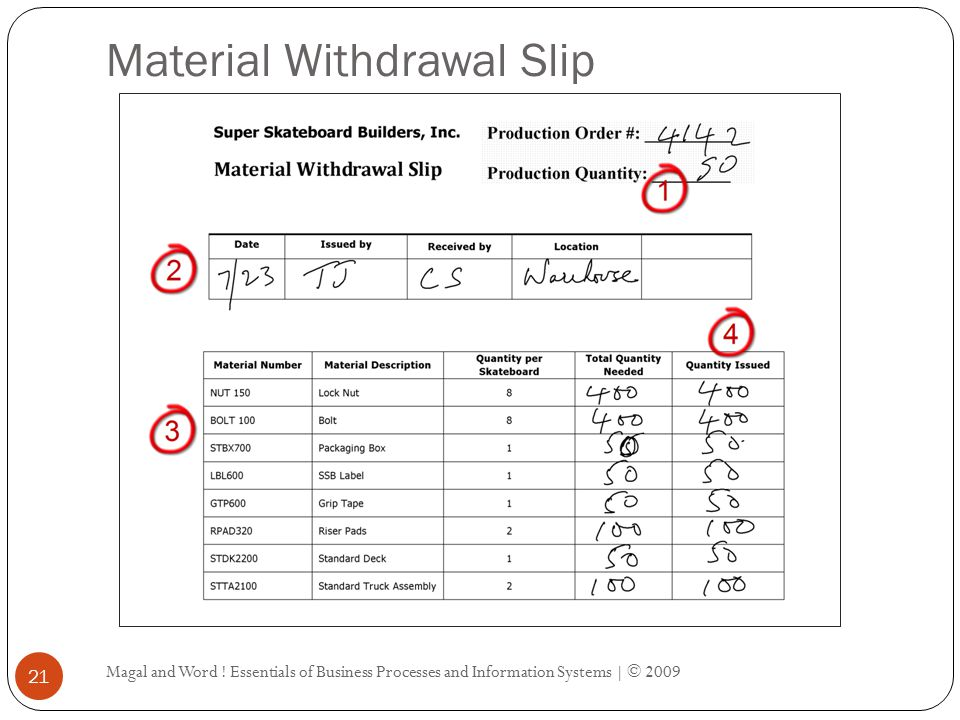 Material Withdrawal Slip
Super Skateboard Builders, Inc.
Material Withdrawal Slip
Production Order #: 4142
Production Quantity: 50
1
2
Date Issued by Received by Location
7/23 TJ CS Warehouse
4
3
Material Number Material Description Quantity per Skateboard Total Quantity Needed Quantity Issued
NUT 150 Lock Nut 8 400 400
BOLT 100 Bolt 8 400 400
STBX700 Packaging Box 1 50 50
LBL600 SSB Label 1 50 50
GTP600 Grip Tape 1 50 50
RPAD320 Riser Pads 2 100 100
STDK2200 Standard Deck 1 50 50
STTA2100 Standard Truck Assembly 2 100 100
21
Magal and Word ! Essentials of Business Processes and Information Systems | © 2009